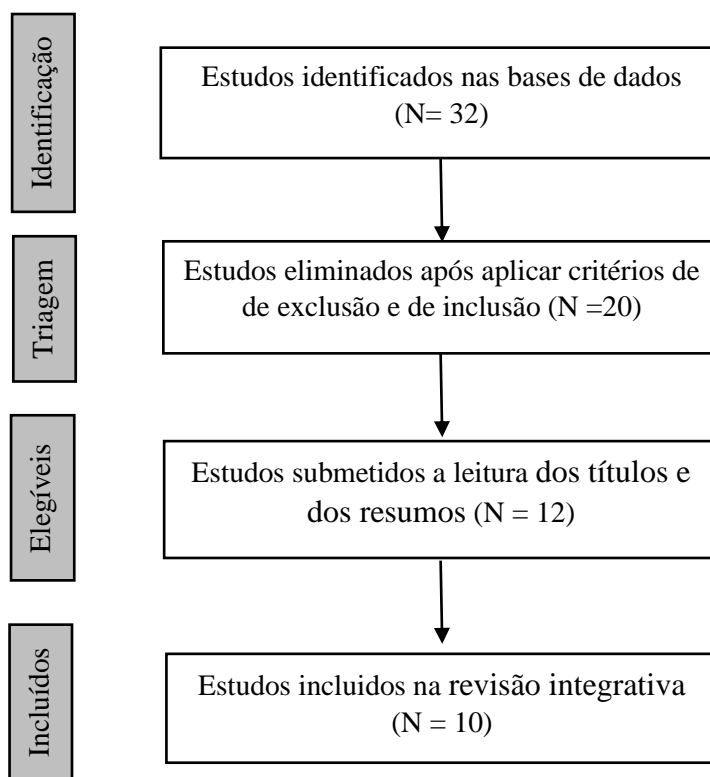 Identificação
Estudos identificados nas bases de dados
(N= 32)
Triagem
Estudos eliminados após aplicar critérios de
de exclusão e de inclusão (N =20)
Elegíveis
Estudos submetidos a leitura dos títulos e
dos resumos (N = 12)
Incluídos
Estudos incluidos na revisão integrativa
(N = 10)